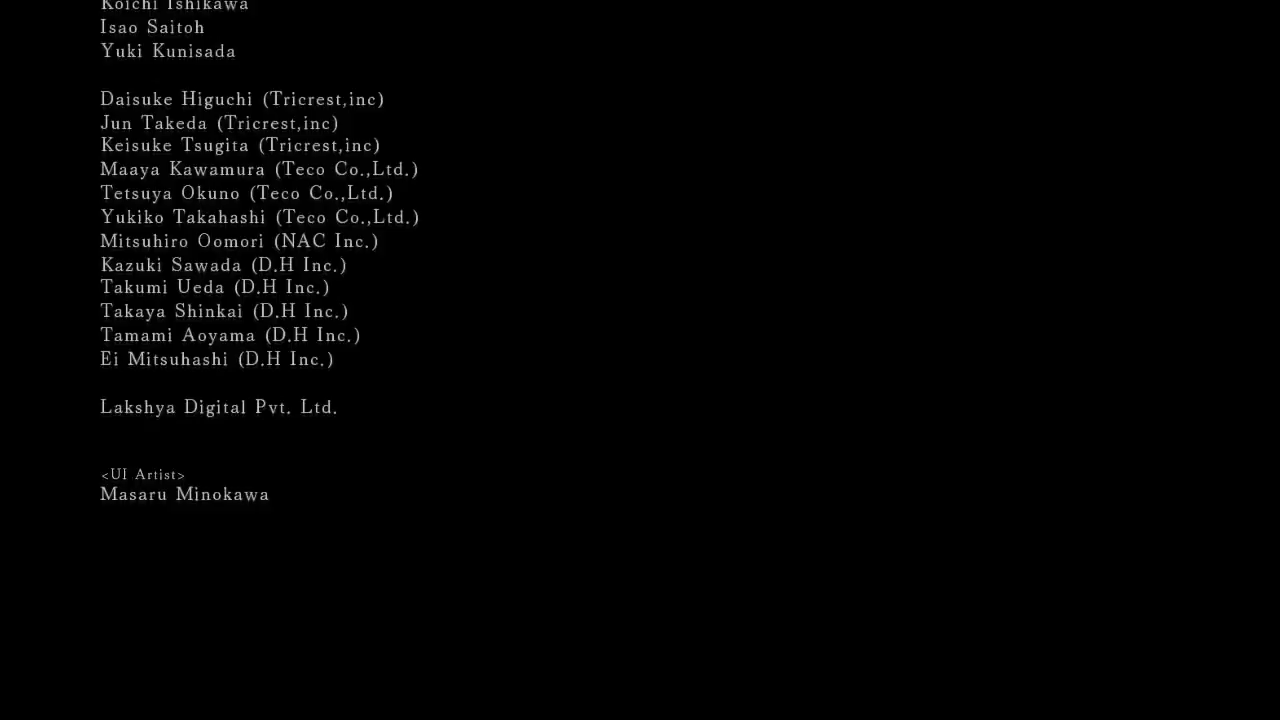 Koichi Ishikawa
Isao Saitoh
Yuki Kunisada
Daisuke Higuchi (Tricrest,inc)
Jun Takeda (Tricrest,inc)
Keisuke Tsugita (Tricrest,inc)
Maaya Kawamura (Teco Co.,Ltd.)
Tetsuya Okuno (Teco Co.,Ltd.)
Yukiko Takahashi (Teco Co.,Ltd.)
Mitsuhiro Oomori (NAC Inc.)
Kazuki Sawada (D.H Inc.)
Takumi Ueda (D.H Inc.)
Takaya Shinkai (D.H Inc.)
Tamami Aoyama (D.H Inc.)
Ei Mitsuhashi (D.H Inc.)
Lakshya Digital Pvt. Ltd.
<UI Artist>
Masaru Minokawa